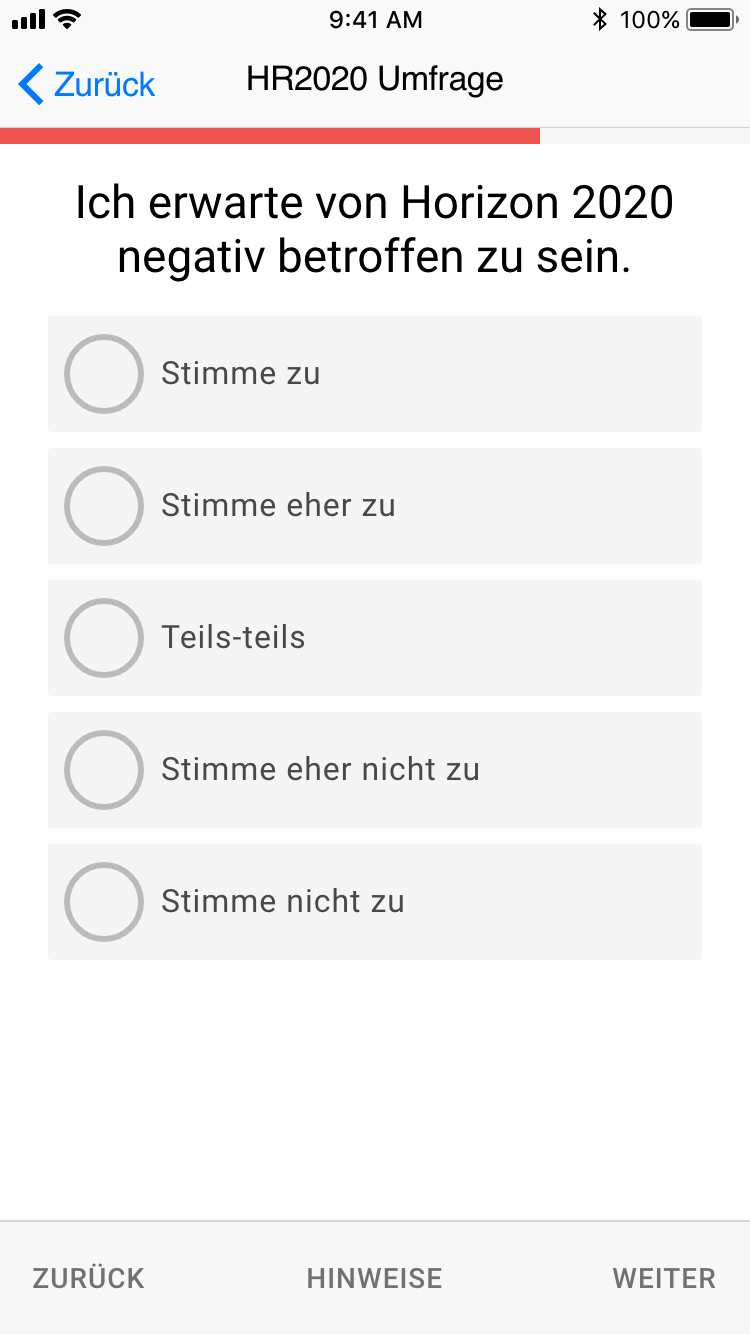 9:41 AM
100%
Zurück
HR2020 Umfrage
Ich erwarte von Horizon 2020
negativ betroffen zu sein.
Stimme zu
Stimme eher zu
Teils-teils
Stimme eher nicht zu
Stimme nicht zu
ZURÜCK
HINWEISE
WEITER